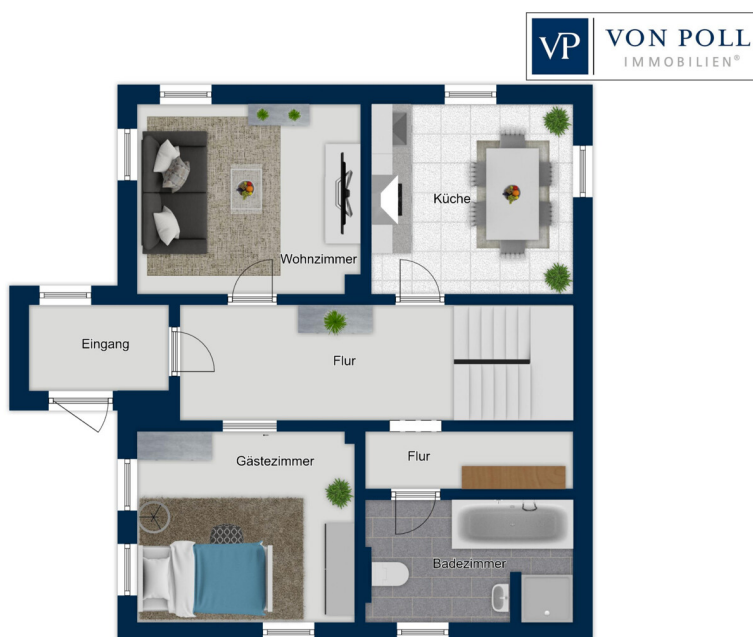 VP VON POLL
IMMOBILIEN®
Küche
Wohnzimmer
Eingang
Flur
Gästezimmer
Flur
Badezimmer